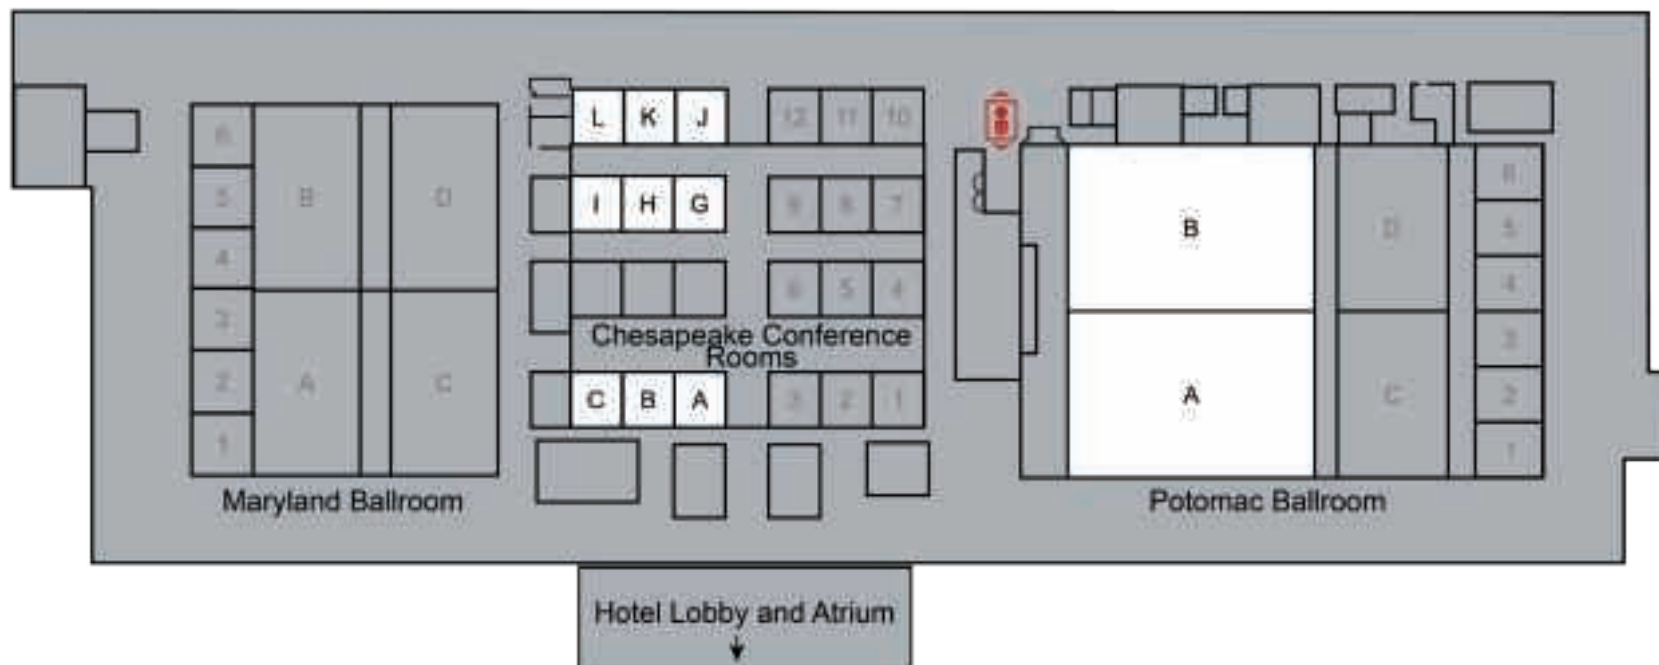 L K J 12 11 10
6 B D
5 I H G 9 8 7 B D 6
5
4 6 5 4 4
Chesapeake Conference
Rooms
3 3
2 A C C B A 3 2 1 A C 2
1 1
Maryland Ballroom Potomac Ballroom
Hotel Lobby and Atrium